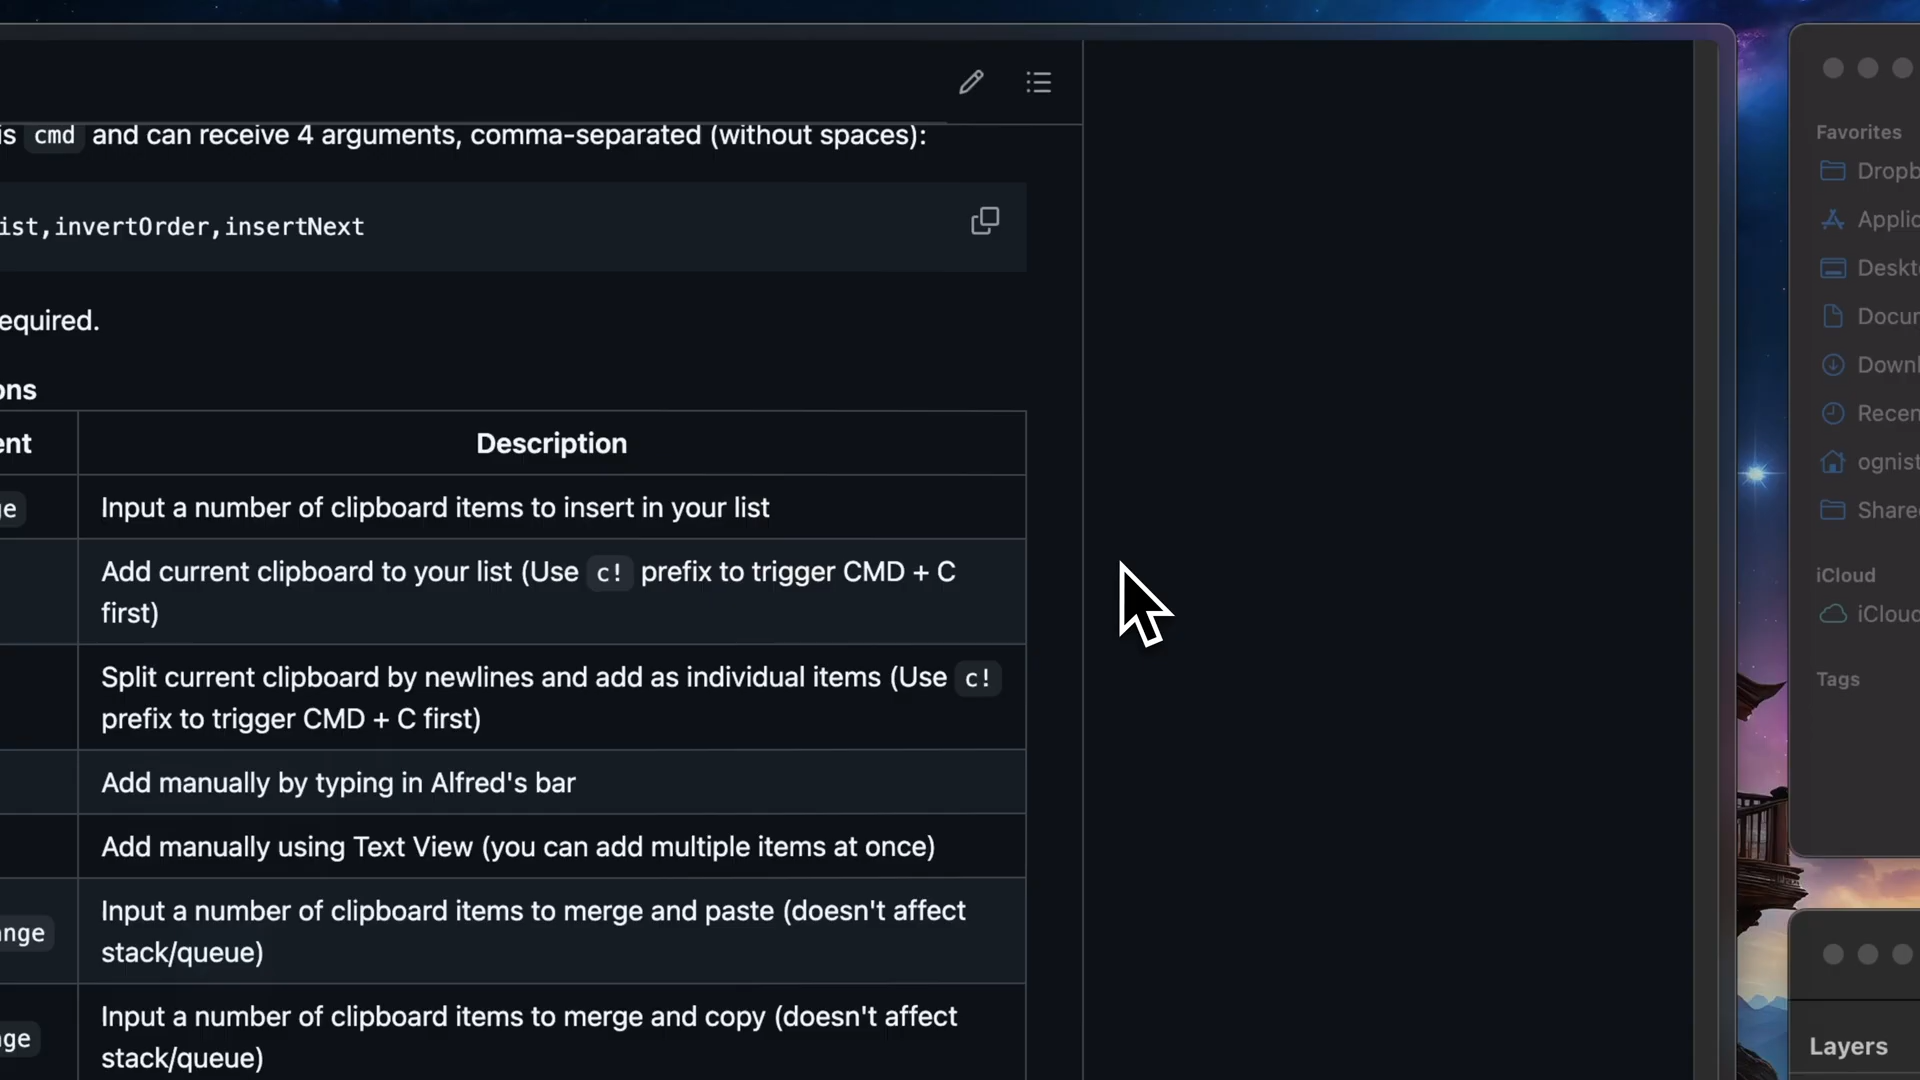 is cmd and can receive 4 arguments, comma-separated (without spaces):
ist,invertOrder,insertNext
equired.
ons
ent Description
ge Input a number of clipboard items to insert in your list
Add current clipboard to your list (Use c! prefix to trigger CMD + C
first)
Split current clipboard by newlines and add as individual items (Use c!
prefix to trigger CMD + C first)
Add manually by typing in Alfred's bar
Add manually using Text View (you can add multiple items at once)
ange Input a number of clipboard items to merge and paste (doesn't affect
stack/queue)
nge Input a number of clipboard items to merge and copy (doesn't affect
stack/queue)
Favorites
Dropb
Applic
Deskt
Docur
Downl
Recen
ognist
Shared
iCloud
iCloud
Tags
Layers